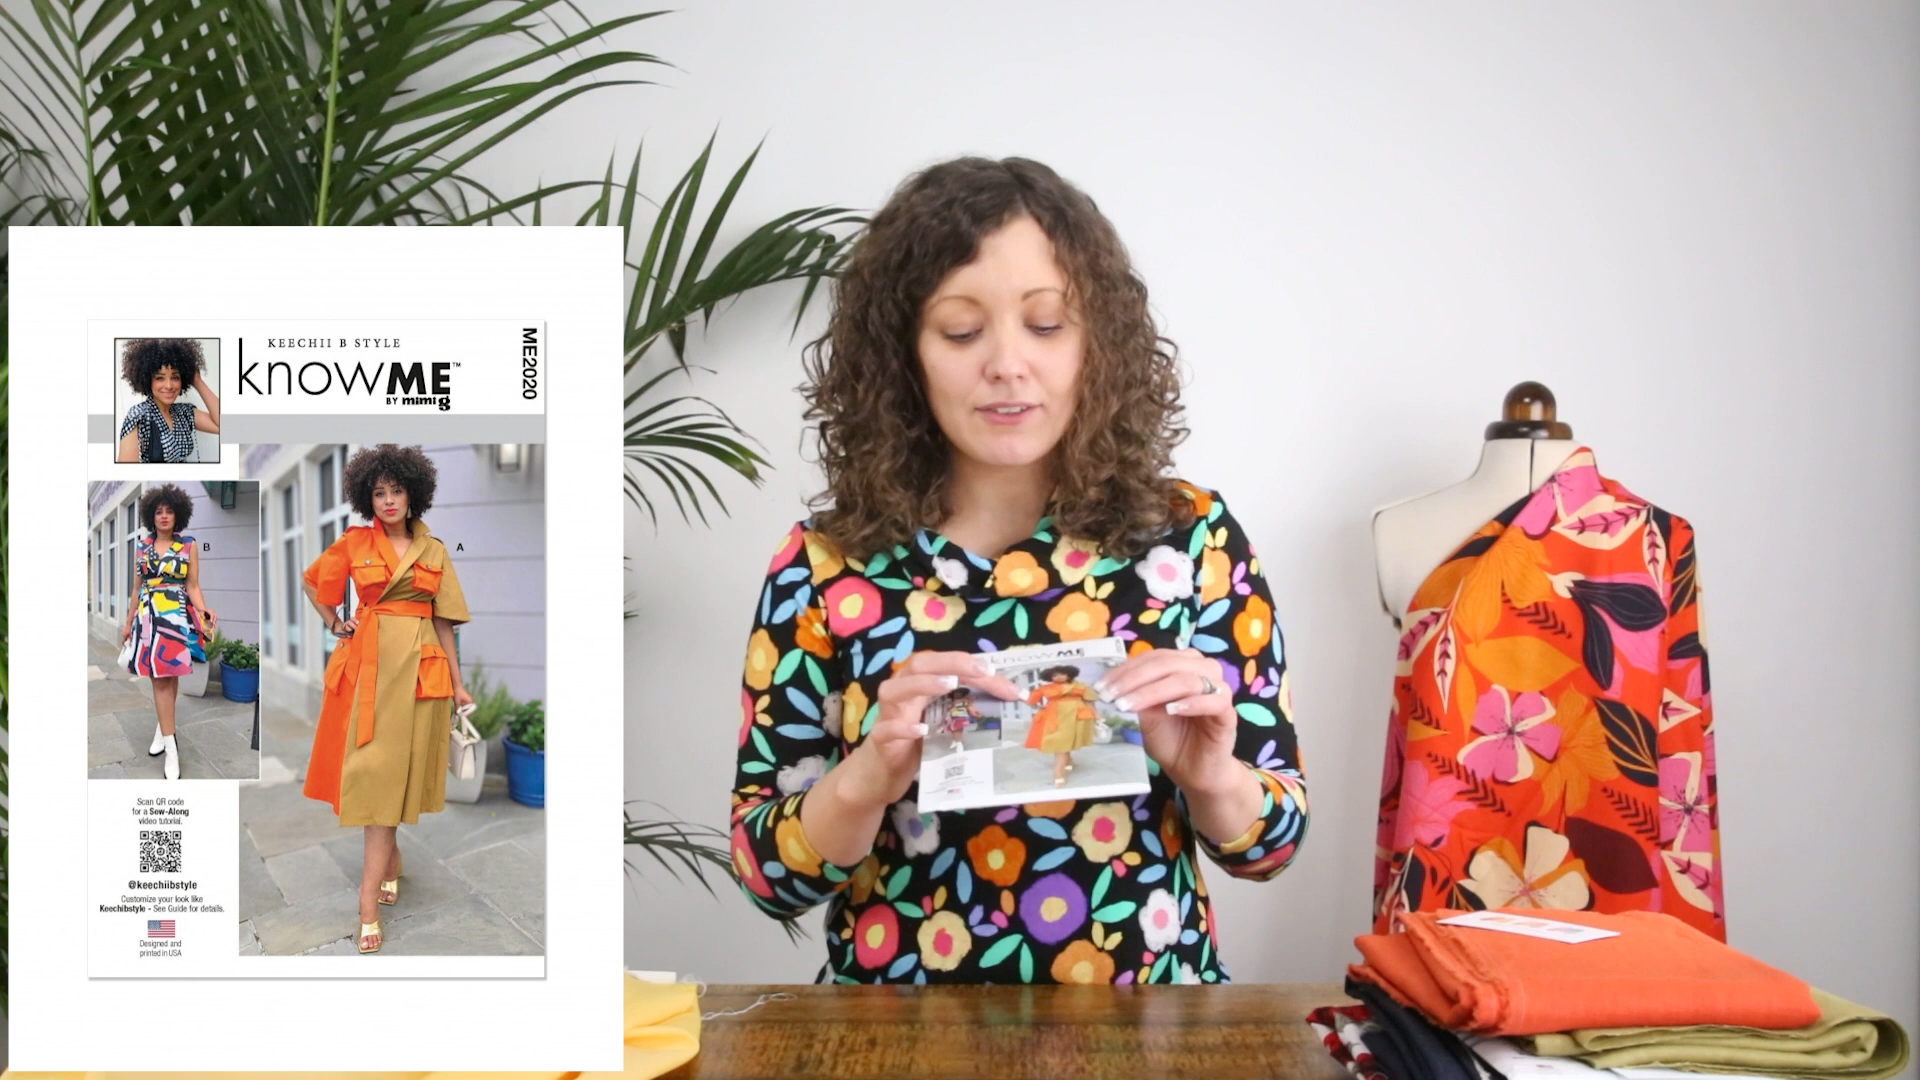 KEECHII B STYLE
knowME™
BY mimi g
ME2020
B
A
Scan QR code
for a Sew-Along
video tutorial.
@keechiibstyle
Customize your look like
Keechibstyle - See Guide for details.
Designed and
printed in USA
knowME